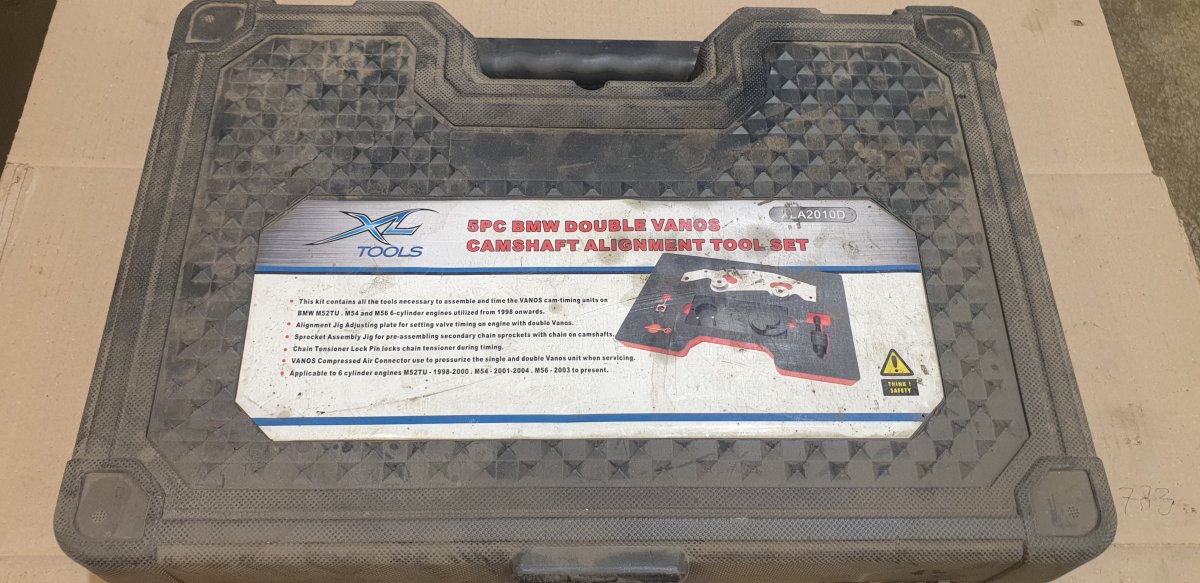 XL
TOOLS
5PC BMW DOUBLE VANOS
CAMSHAFT ALIGNMENT TOOL SET
XLA2010D
• This kit contains all the tools necessary to assemble and time the VANOS cam-timing units on
BMW M52TU . M54 and M56 6-cylinder engines utilized from 1998 onwards.
• Alignment Jig Adjusting plate for setting valve timing on engine with double Vanos.
• Sprocket Assembly Jig for pre-assembling secondary chain sprockets with chain on camshafts.
• Chain Tensioner Lock Pin locks chain tensioner during timing.
• VANOS Compressed Air Connector use to pressurize the single and double Vanos unit when servicing.
• Applicable to 6 cylinder engines M52TU - 1998-2000 . M54 - 2001-2004 . M56 - 2003 to present.
THINK !
SAFETY